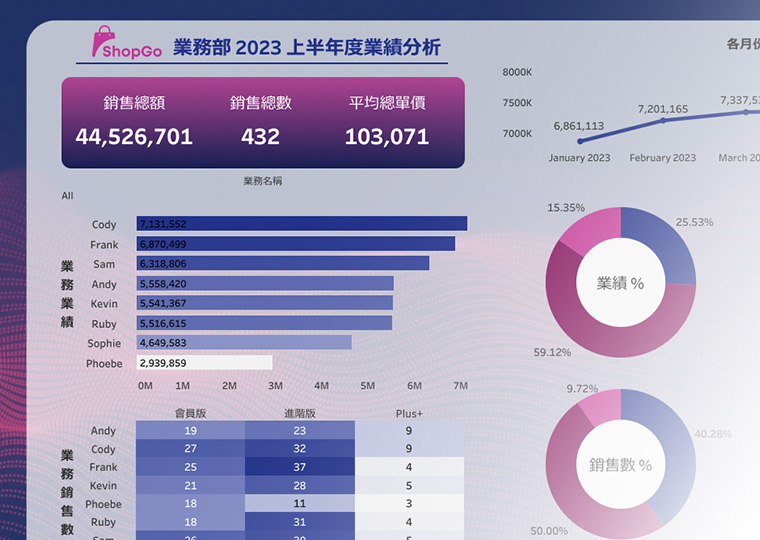 ShopGo 業務部 2023 上半年度業績分析
銷售總額 銷售總數 平均總單價
44,526,701 432 103,071
業務名稱
All
業務業績
Cody 7,131,552
Frank 6,870,499
Sam 6,318,806
Andy 5,558,420
Kevin 5,541,367
Ruby 5,516,615
Sophie 4,649,583
Phoebe 2,939,859
0M 1M 2M 3M 4M 5M 6M 7M
會員版 進階版 Plus+
業務銷售數
Andy 19 23 9
Cody 27 32 9
Frank 25 37 4
Kevin 21 28 5
Phoebe 18 11 3
Ruby 18 31 4
各月份
8000K
7500K
7000K
6,861,113 7,201,165
January 2023 February 2023 March
15.35% 25.53%
業績 %
59.12%
9.72%
40.28%
銷售數 %
50.00%